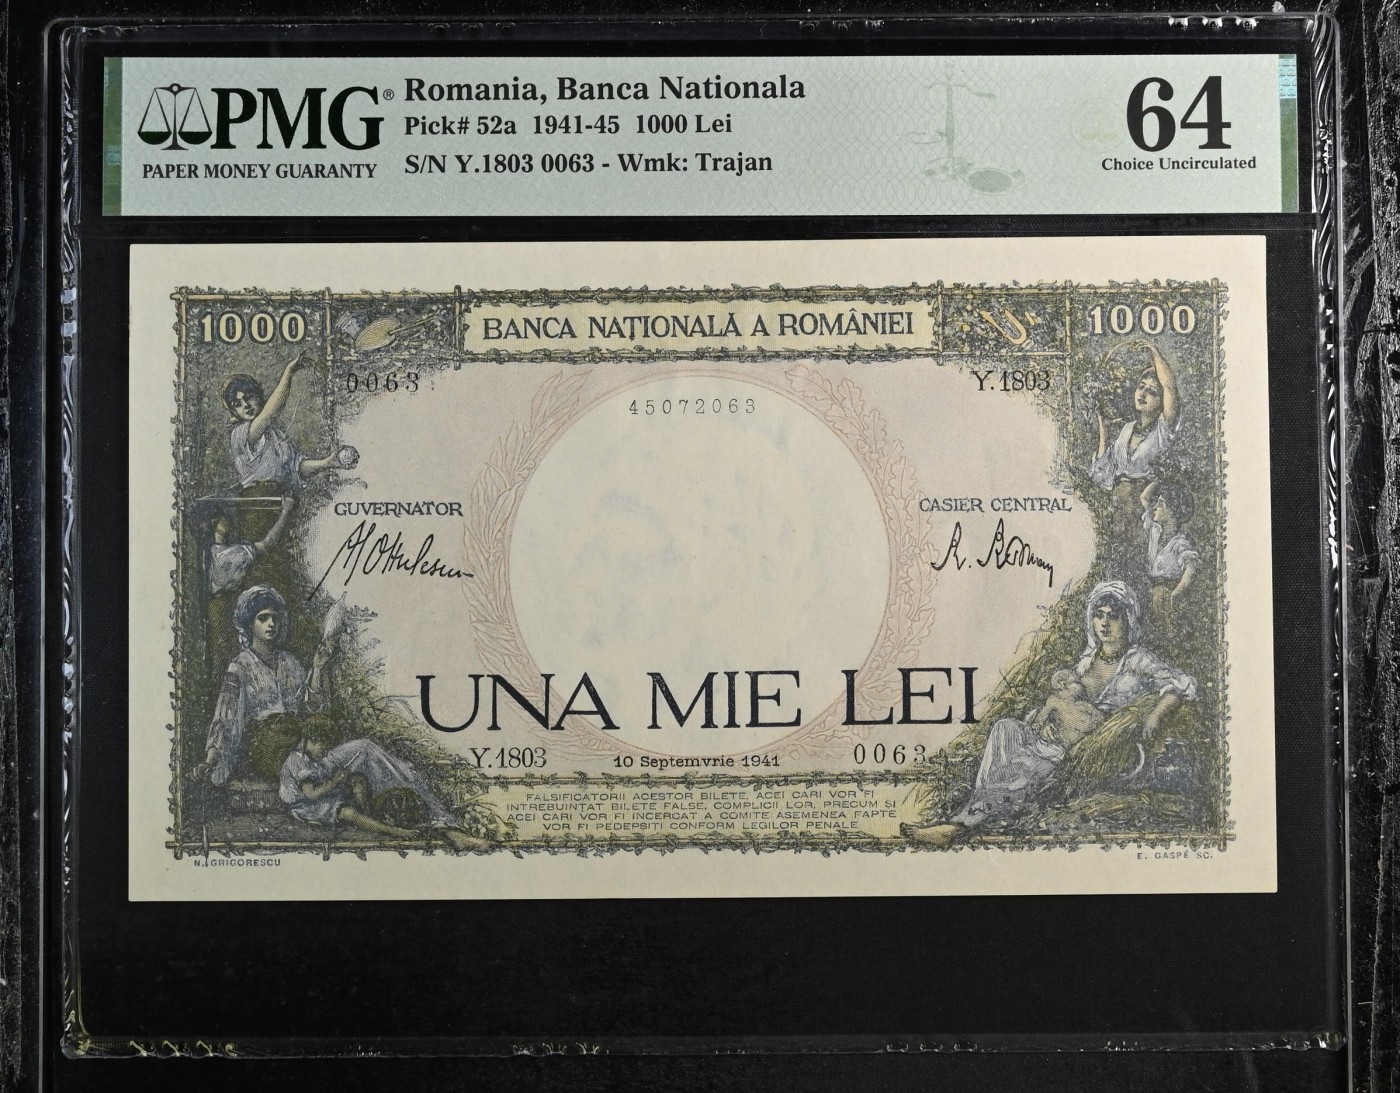 PMG®
PAPER MONEY GUARANTY
Romania, Banca Nationala
Pick# 52a 1941-45 1000 Lei
S/N Y.1803 0063 - Wmk: Trajan
64
Choice Uncirculated
1000
BANCA NAȚIONALĂ A ROMÂNIEI
1000
0063
Y.1803
45072063
GUVERNATOR
CASIER CENTRAL
UNA MIE LEI
Y.1803
10 Septemvrie 1941
0063
FALSIFICATORII ACESTOR BILETE, ACEI CARI VOR FI
INTREBUINȚAT BILETE FALSE, COMPLICII LOR, PRECUM ȘI
ACEI CARI VOR FI INCERCAT A COMITE ASEMENEA FAPTE
VOR FI PEDEPSIȚI CONFORM LEGILOR PENALE
N. GRIGORESCU
E. GASPÉ SC.